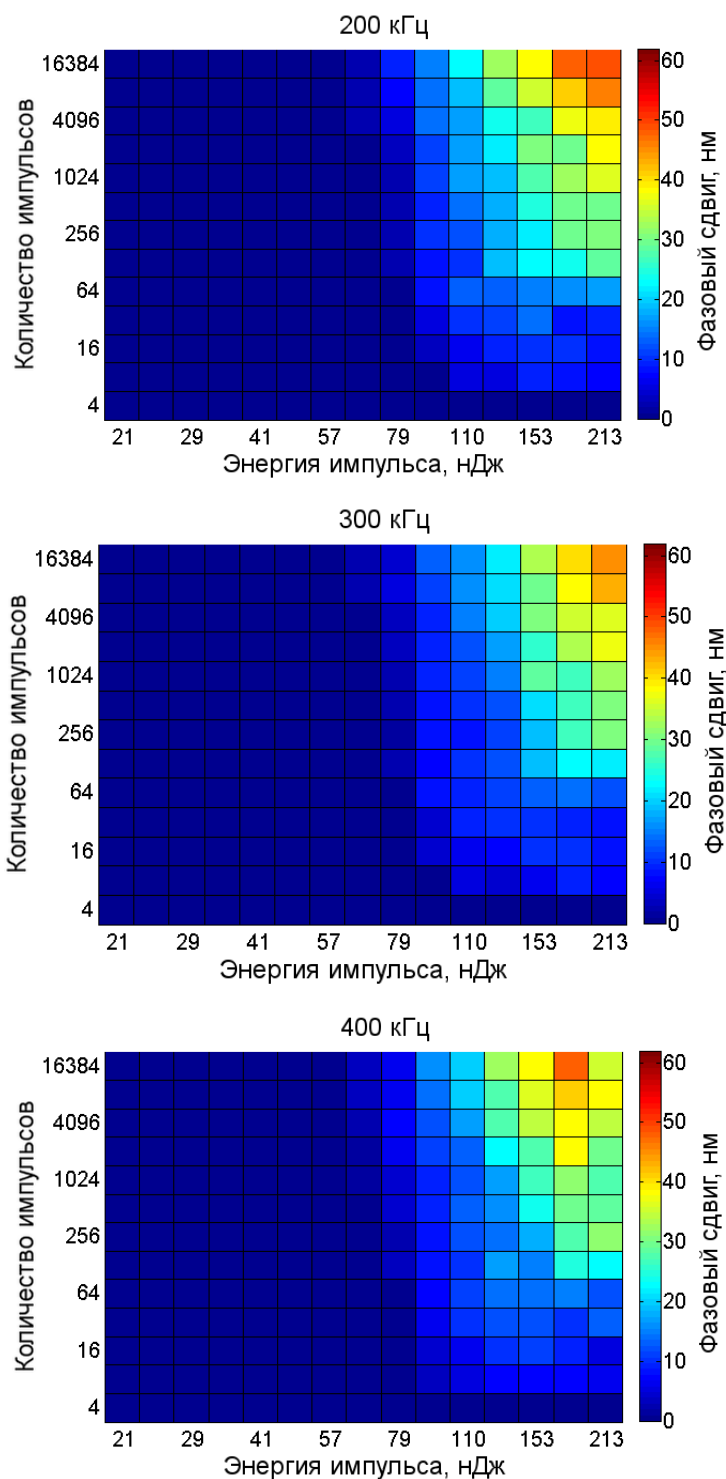 200 кГц
Количество импульсов
16384
4096
1024
256
64
16
4
21 29 41 57 79 110 153 213
Энергия импульса, нДж
60
50
40
30
20
10
0
Фазовый сдвиг, нм
300 кГц
Количество импульсов
16384
4096
1024
256
64
16
4
21 29 41 57 79 110 153 213
Энергия импульса, нДж
60
50
40
30
20
10
0
Фазовый сдвиг, нм
400 кГц
Количество импульсов
16384
4096
1024
256
64
16
4
21 29 41 57 79 110 153 213
Энергия импульса, нДж
60
50
40
30
20
10
0
Фазовый сдвиг, нм